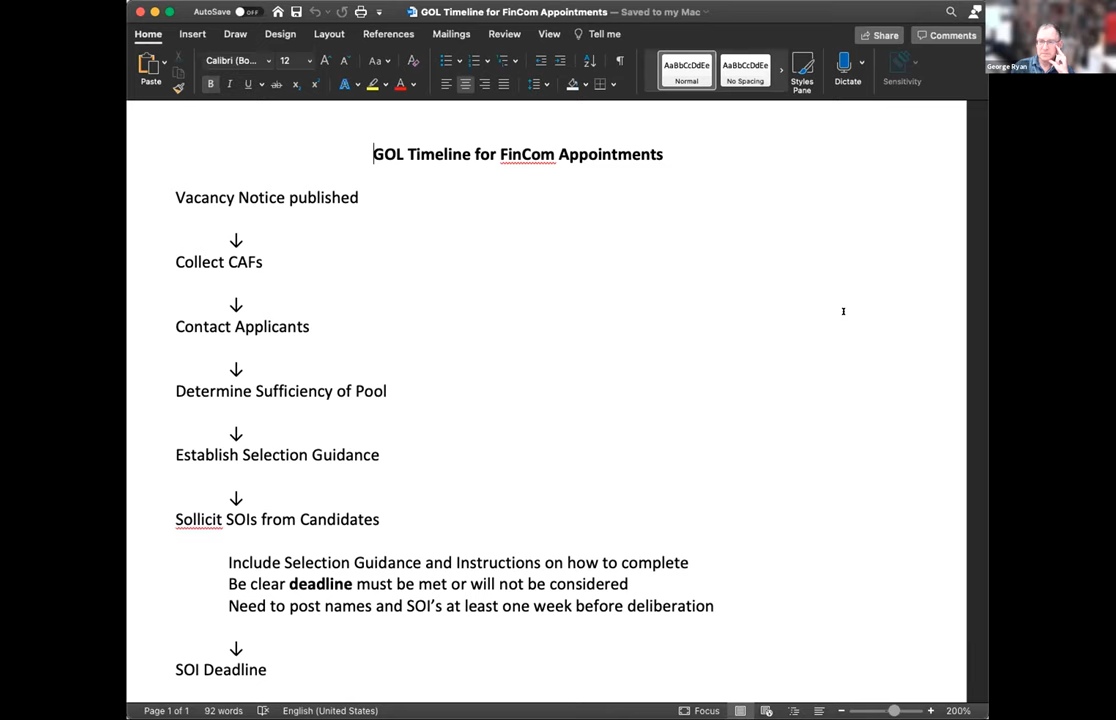 AutoSave OFF
GOL Timeline for FinCom Appointments — Saved to my Mac
Home Insert Draw Design Layout References Mailings Review View Tell me
Share Comments
Paste
Calibri (Bo... 12
AaBbCcDdEe
Normal
AaBbCcDdEe
No Spacing
Styles
Pane
Dictate
Sensitivity
George Ryan
GOL Timeline for FinCom Appointments
Vacancy Notice published
↓
Collect CAFs
↓
Contact Applicants
↓
Determine Sufficiency of Pool
↓
Establish Selection Guidance
↓
Sollicit SOIs from Candidates
Include Selection Guidance and Instructions on how to complete
Be clear deadline must be met or will not be considered
Need to post names and SOI's at least one week before deliberation
↓
SOI Deadline
Page 1 of 1 92 words English (United States) Focus 200%